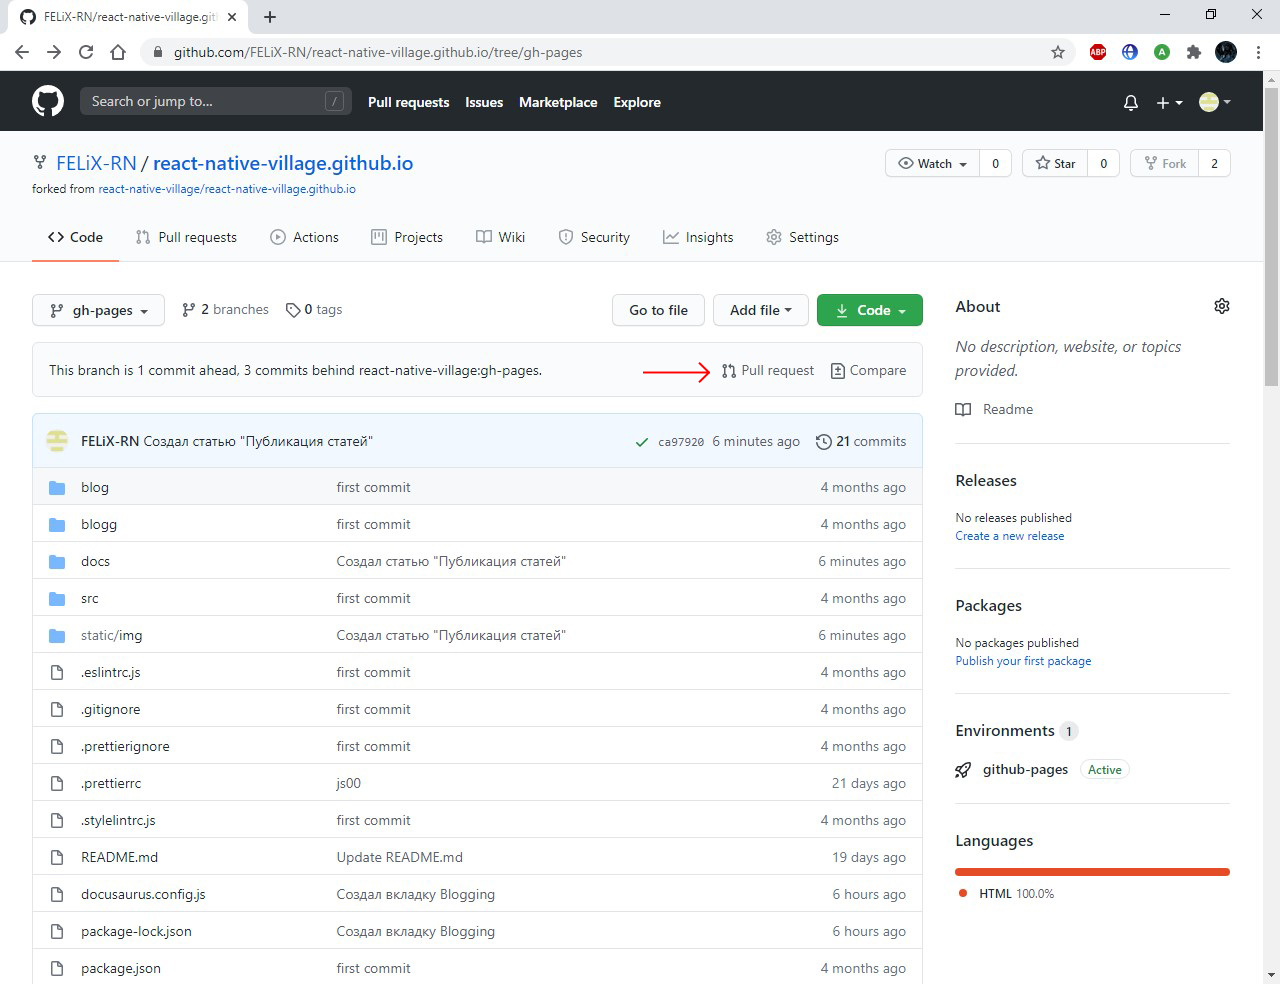 FELiX-RN/react-native-village.gith
github.com/FELiX-RN/react-native-village.github.io/tree/gh-pages
ABP
A
Search or jump to...
/
Pull requests
Issues
Marketplace
Explore
FELiX-RN / react-native-village.github.io
Watch
0
Star
0
Fork
2
forked from react-native-village/react-native-village.github.io
Code
Pull requests
Actions
Projects
Wiki
Security
Insights
Settings
gh-pages
2 branches
0 tags
Go to file
Add file
Code
This branch is 1 commit ahead, 3 commits behind react-native-village:gh-pages.
Pull request
Compare
FELiX-RN Создал статью "Публикация статей"
ca97920 6 minutes ago
21 commits
blog
first commit
4 months ago
blogg
first commit
4 months ago
docs
Создал статью "Публикация статей"
6 minutes ago
src
first commit
4 months ago
static/img
Создал статью "Публикация статей"
6 minutes ago
.eslintrc.js
first commit
4 months ago
.gitignore
first commit
4 months ago
.prettierignore
first commit
4 months ago
.prettierrc
js00
21 days ago
.stylelintrc.js
first commit
4 months ago
README.md
Update README.md
19 days ago
docusaurus.config.js
Создал вкладку Blogging
6 hours ago
package-lock.json
Создал вкладку Blogging
6 hours ago
package.json
first commit
4 months ago
About
No description, website, or topics
provided.
Readme
Releases
No releases published
Create a new release
Packages
No packages published
Publish your first package
Environments 1
github-pages Active
Languages
HTML 100.0%